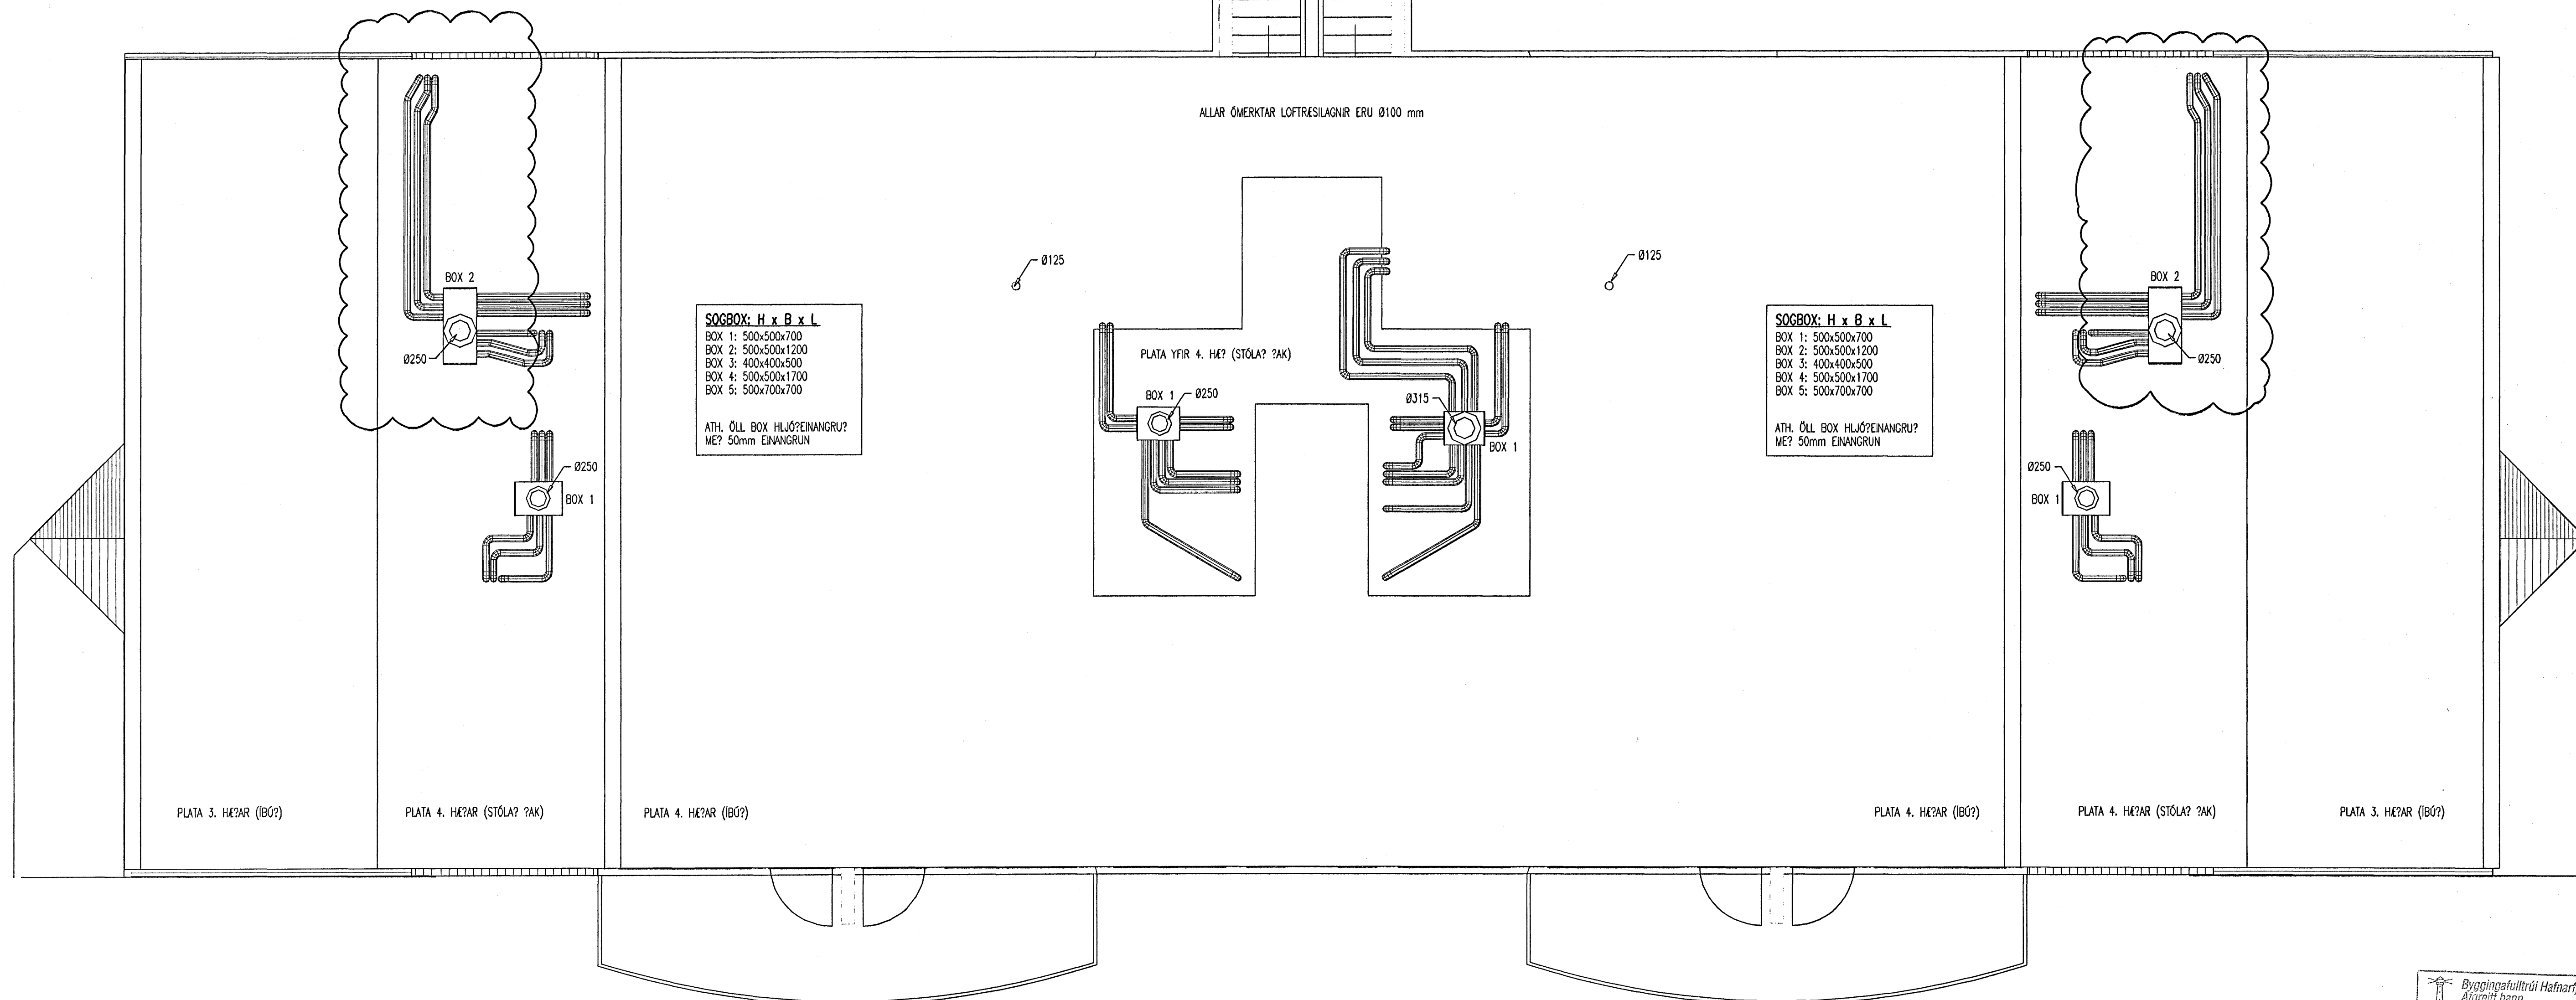 ALLAR ÓMERKTAR LOFTRÆSILAGNIR ERU Ø100 mm
BOX 2
Ø250
Ø250
BOX 1
SOGBOX: H x B x L
BOX 1: 500x500x700
BOX 2: 500x500x1200
BOX 3: 400x400x500
BOX 4: 500x500x1700
BOX 5: 500x700x700
ATH. ÖLL BOX HLJÓ?EINANGRU?
ME? 50mm EINANGRUN
Ø125
PLATA YFIR 4. HÆ? (STÓLA? ?AK)
BOX 1
Ø250
Ø315
BOX 1
Ø125
SOGBOX: H x B x L
BOX 1: 500x500x700
BOX 2: 500x500x1200
BOX 3: 400x400x500
BOX 4: 500x500x1700
BOX 5: 500x700x700
ATH. ÖLL BOX HLJÓ?EINANGRU?
ME? 50mm EINANGRUN
BOX 2
Ø250
Ø250
BOX 1
PLATA 3. HÆ?AR (ÍBÚ?)
PLATA 4. HÆ?AR (STÓLA? ?AK)
PLATA 4. HÆ?AR (ÍBÚ?)
PLATA 4. HÆ?AR (ÍBÚ?)
PLATA 4. HÆ?AR (STÓLA? ?AK)
PLATA 3. HÆ?AR (ÍBÚ?)
Byggingafulltrúi